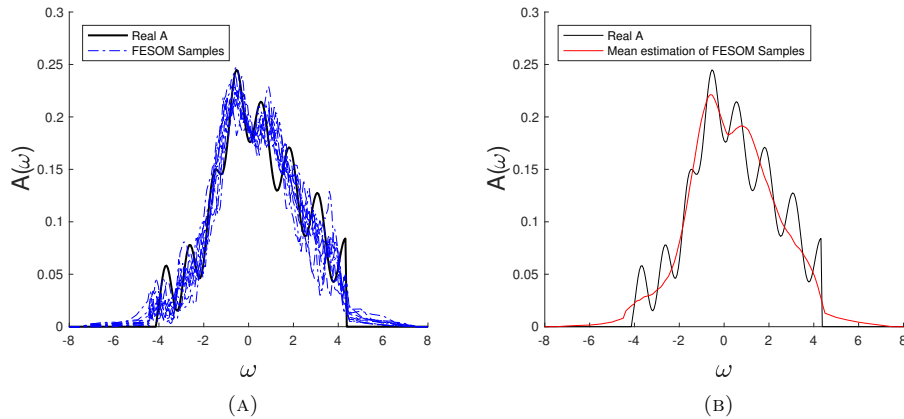 Real A
FESOM Samples
0.3
0.25
0.2
0.15
0.1
0.05
0
A(ω)
-8 -6 -4 -2 0 2 4 6 8
ω
(A)
Real A
Mean estimation of FESOM Samples
0.3
0.25
0.2
0.15
0.1
0.05
0
A(ω)
-8 -6 -4 -2 0 2 4 6 8
ω
(B)